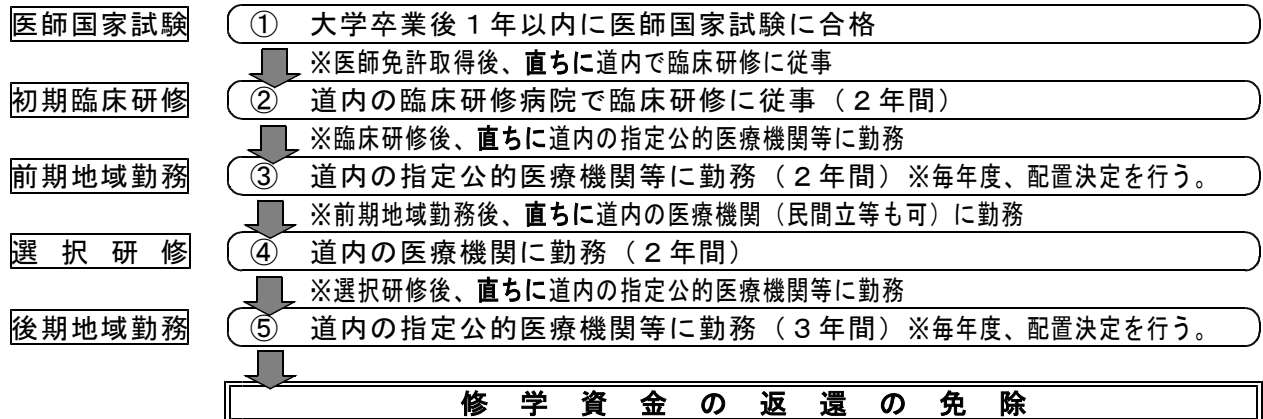 医師国家試験 ① 大学卒業後１年以内に医師国家試験に合格
※医師免許取得後、直ちに道内で臨床研修に従事
初期臨床研修 ② 道内の臨床研修病院で臨床研修に従事（２年間）
※臨床研修後、直ちに道内の指定公的医療機関等に勤務
前期地域勤務 ③ 道内の指定公的医療機関等に勤務（２年間）※毎年度、配置決定を行う。
※前期地域勤務後、直ちに道内の医療機関（民間立等も可）に勤務
選択研修 ④ 道内の医療機関に勤務（２年間）
※選択研修後、直ちに道内の指定公的医療機関等に勤務
後期地域勤務 ⑤ 道内の指定公的医療機関等に勤務（３年間）※毎年度、配置決定を行う。
修学資金の返還の免除